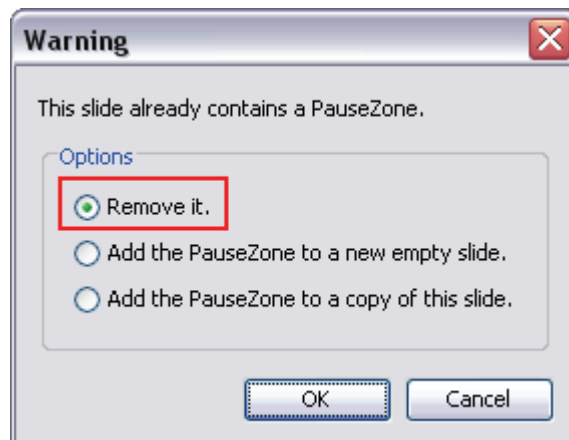 Warning
This slide already contains a PauseZone.
Options
Remove it.
Add the PauseZone to a new empty slide.
Add the PauseZone to a copy of this slide.
OK Cancel